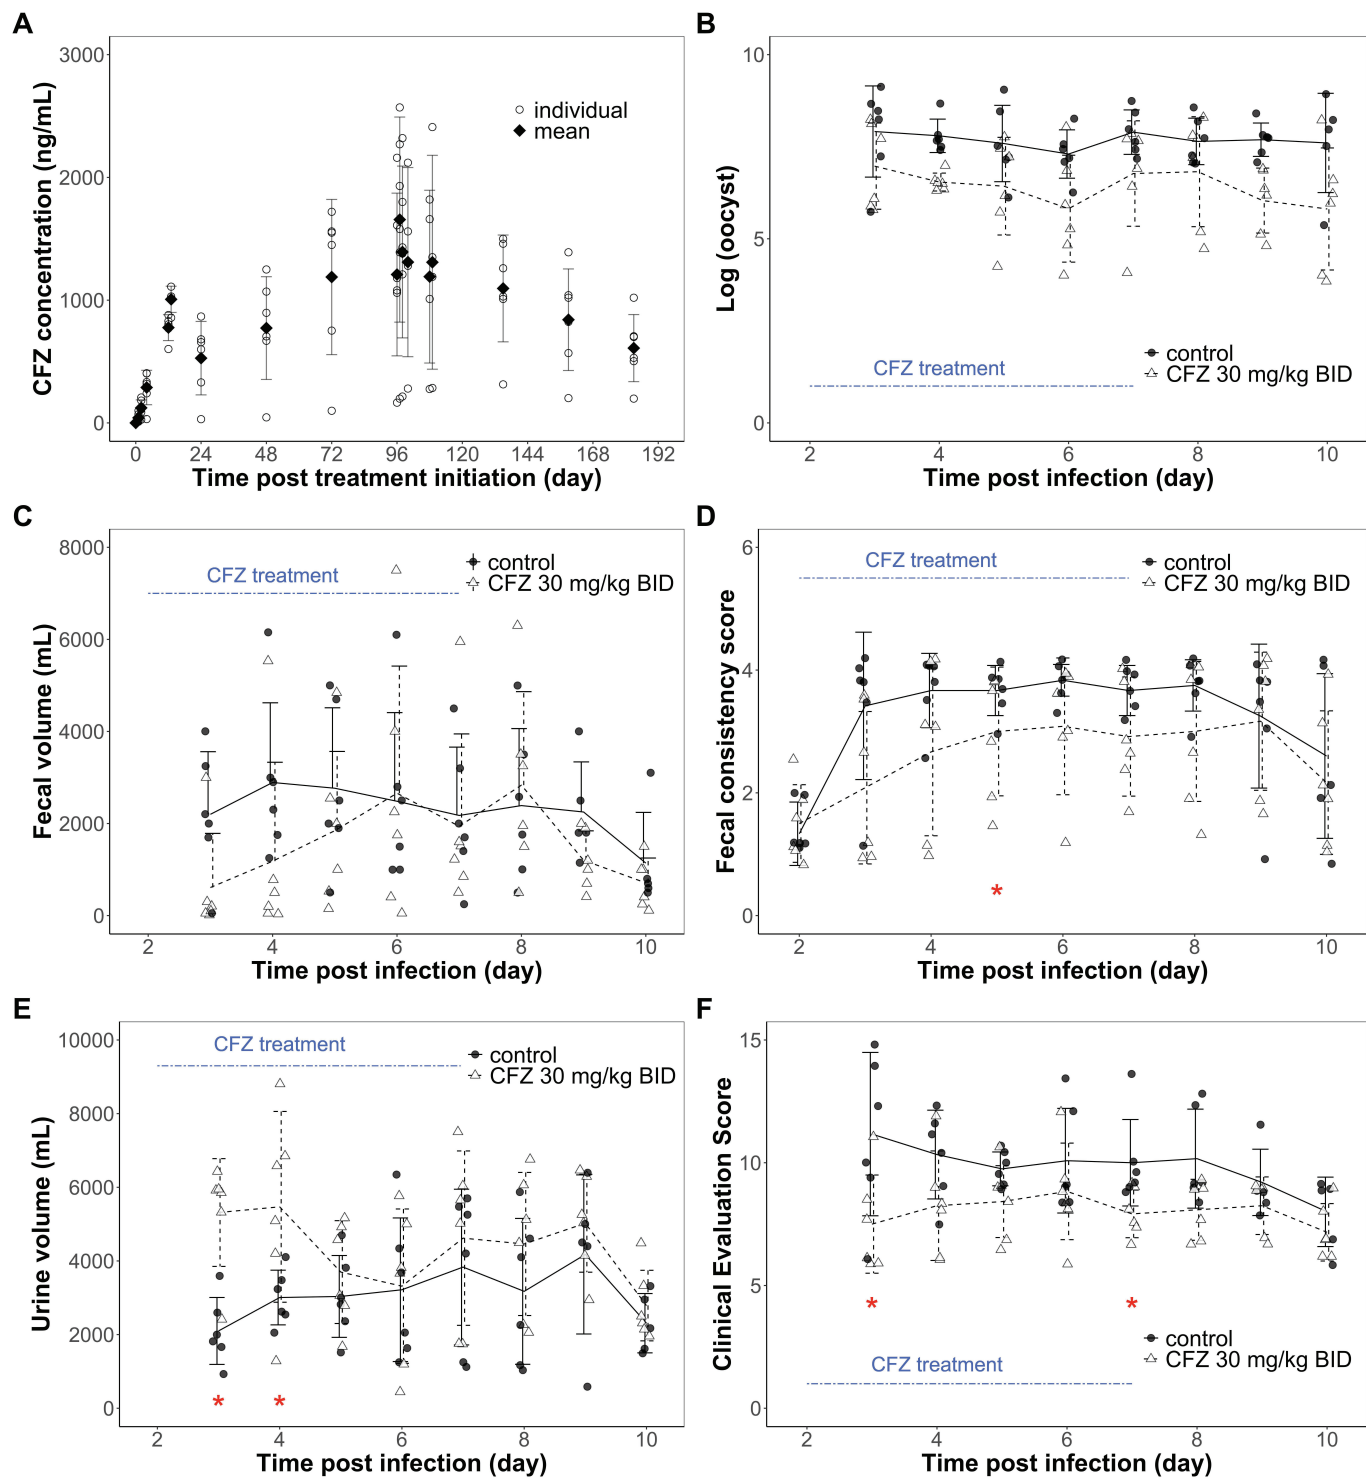 A
CFZ concentration (ng/mL)
3000
2000
1000
0
individual
mean
0 24 48 72 96 120 144 168 192
Time post treatment initiation (day)
B
Log (oocyst)
10
5
0
control
CFZ 30 mg/kg BID
CFZ treatment
2 4 6 8 10
Time post infection (day)
C
Fecal volume (mL)
8000
6000
4000
2000
0
CFZ treatment
control
CFZ 30 mg/kg BID
2 4 6 8 10
Time post infection (day)
D
Fecal consistency score
6
4
2
0
CFZ treatment
control
CFZ 30 mg/kg BID
*
2 4 6 8 10
Time post infection (day)
E
Urine volume (mL)
10000
8000
6000
4000
2000
0
CFZ treatment
control
CFZ 30 mg/kg BID
* *
2 4 6 8 10
Time post infection (day)
F
Clinical Evaluation Score
15
10
5
0
* *
control
CFZ 30 mg/kg BID
CFZ treatment
2 4 6 8 10
Time post infection (day)